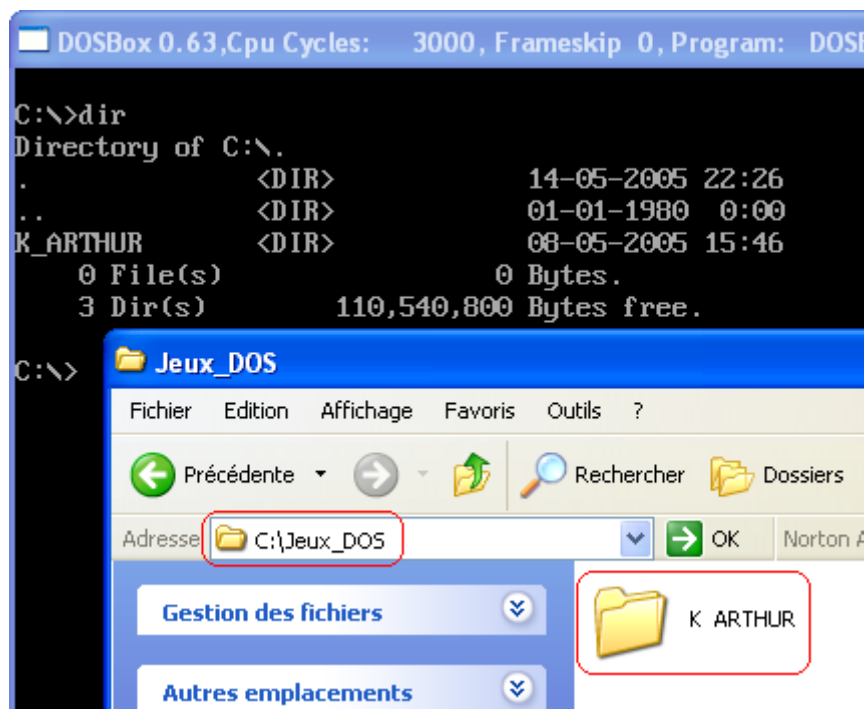 DOSBox 0.63,Cpu Cycles: 3000, Frameskip 0, Program: DOSB
C:\>dir
Directory of C:\.
. <DIR> 14-05-2005 22:26
.. <DIR> 01-01-1980 0:00
K_ARTHUR <DIR> 08-05-2005 15:46
0 File(s) 0 Bytes.
3 Dir(s) 110,540,800 Bytes free.
C:\>
Jeux_DOS
Fichier Edition Affichage Favoris Outils ?
Précédente Rechercher Dossiers
Adresse C:\Jeux_DOS OK Norton A
Gestion des fichiers
K ARTHUR
Autres emplacements